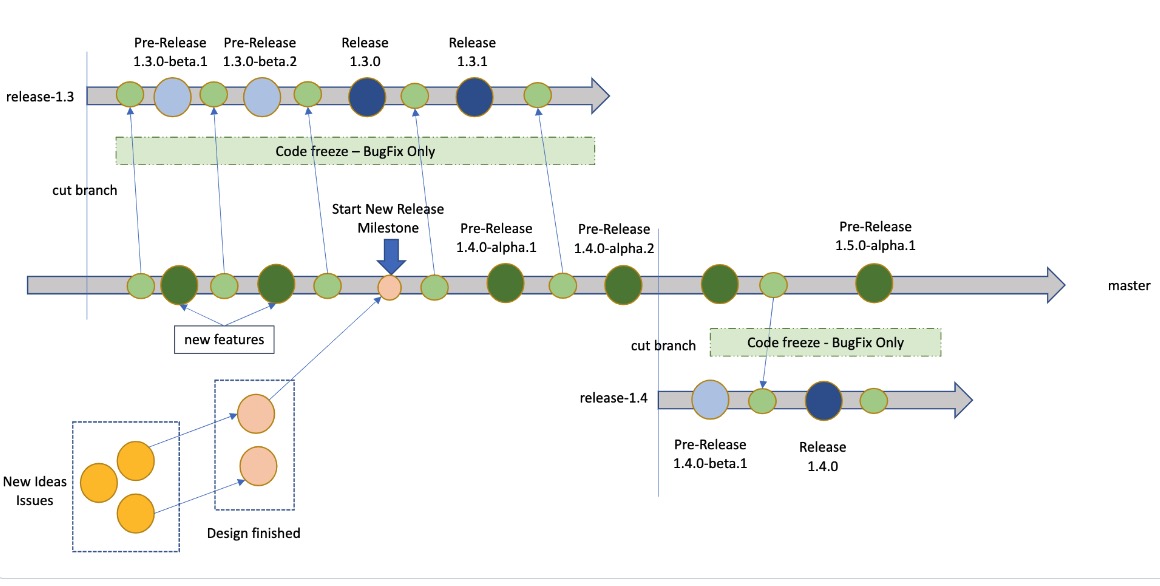 Pre-Release
1.3.0-beta.1
Pre-Release
1.3.0-beta.2
Release
1.3.0
Release
1.3.1
release-1.3
Code freeze – BugFix Only
cut branch
Start New Release
Milestone
Pre-Release
1.4.0-alpha.1
Pre-Release
1.4.0-alpha.2
Pre-Release
1.5.0-alpha.1
master
new features
cut branch
Code freeze - BugFix Only
release-1.4
Pre-Release
1.4.0-beta.1
Release
1.4.0
New Ideas
Issues
Design finished